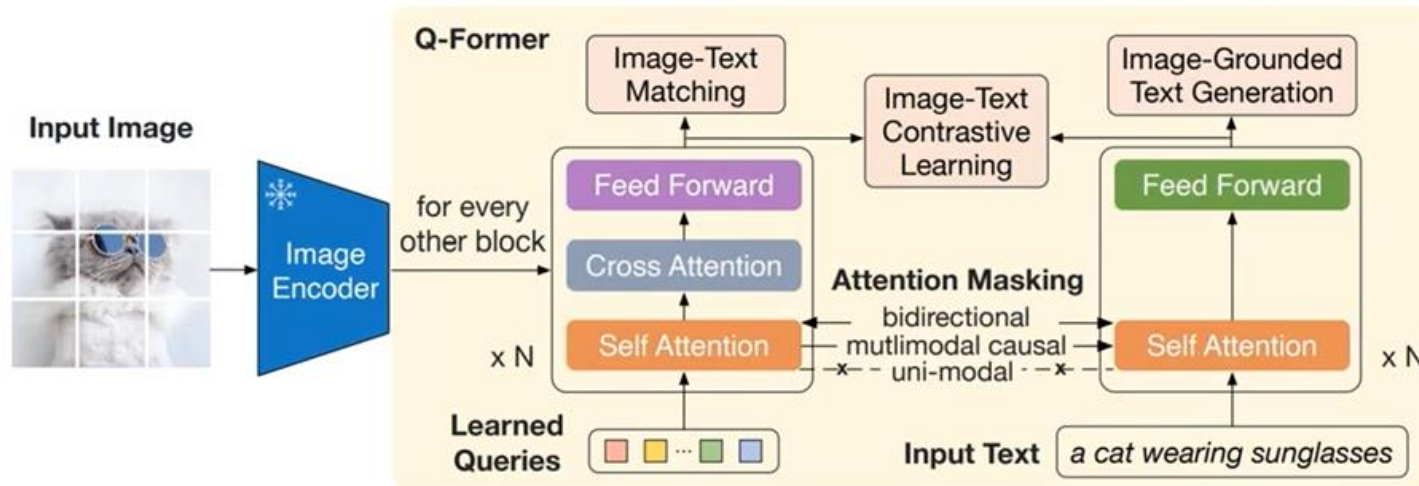 Q-Former
Input Image
Image Encoder
for every
other block
Image-Text
Matching
Image-Text
Contrastive
Learning
Image-Grounded
Text Generation
Feed Forward
Cross Attention
Self Attention
x N
Attention Masking
bidirectional
mutlimodal causal
x uni-modal x
Feed Forward
Self Attention
x N
Learned
Queries
...
Input Text
a cat wearing sunglasses